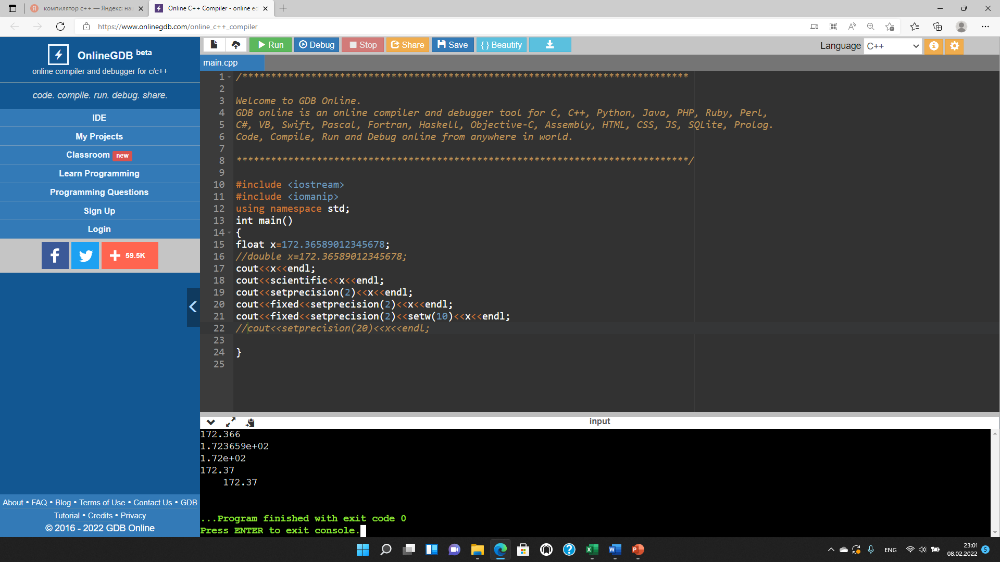 компилятор с++ — Яндекс: на
Online C++ Compiler - online ed
https://www.onlinegdb.com/online_c++_compiler
OnlineGDB beta
online compiler and debugger for c/c++
code. compile. run. debug. share.
IDE
My Projects
Classroom new
Learn Programming
Programming Questions
Sign Up
Login
59.5K
About • FAQ • Blog • Terms of Use • Contact Us • GDB
Tutorial • Credits • Privacy
© 2016 - 2022 GDB Online
Run Debug Stop Share Save { } Beautify
Language C++
main.cpp
1 /******************************************************************************
2
3 Welcome to GDB Online.
4 GDB online is an online compiler and debugger tool for C, C++, Python, Java, PHP, Ruby, Perl,
5 C#, VB, Swift, Pascal, Fortran, Haskell, Objective-C, Assembly, HTML, CSS, JS, SQLite, Prolog.
6 Code, Compile, Run and Debug online from anywhere in world.
7
8 *******************************************************************************/
9
10 #include <iostream>
11 #include <iomanip>
12 using namespace std;
13 int main()
14 {
15 float x=172.36589012345678;
16 //double x=172.36589012345678;
17 cout<<x<<endl;
18 cout<<scientific<<x<<endl;
19 cout<<setprecision(2)<<x<<endl;
20 cout<<fixed<<setprecision(2)<<x<<endl;
21 cout<<fixed<<setprecision(2)<<setw(10)<<x<<endl;
22 //cout<<setprecision(20)<<x<<endl;
23
24 }
25
input
172.366
1.723659e+02
1.72e+02
172.37
    172.37
...Program finished with exit code 0
Press ENTER to exit console.
ENG
23:01
08.02.2022
5